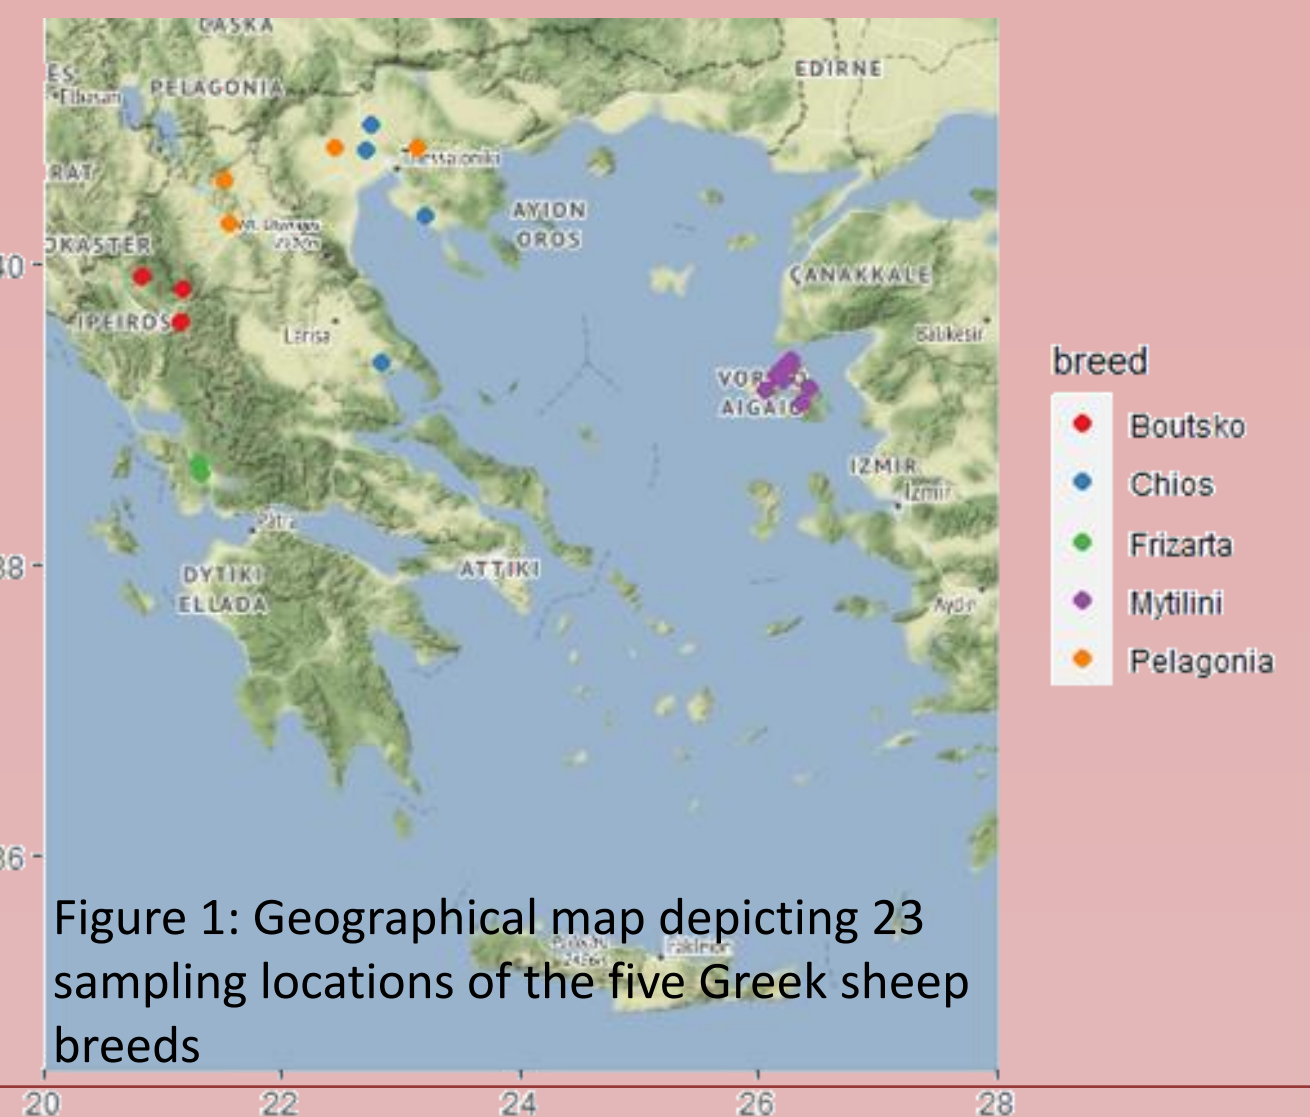 EDIRNE
PELAGONIA
Elbasan
Thessaloniki
RAT
AYION
OROS
OKASTER
ÇANAKKALE
IPEIROS
Larisa
Balıkesir
AIGAIO
IZMIR
Izmir
Patra
ATTIKI
DYTIKI
ELLADA
Aydın
40
38
36
breed
Boutsko
Chios
Frizarta
Mytilini
Pelagonia
Figure 1: Geographical map depicting 23
sampling locations of the five Greek sheep
breeds
20 22 24 26 28